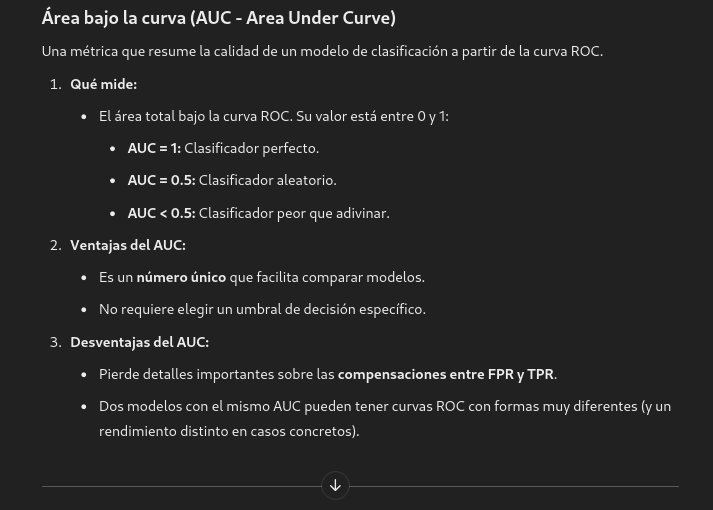 Área bajo la curva (AUC - Area Under Curve)
Una métrica que resume la calidad de un modelo de clasificación a partir de la curva ROC.
1. Qué mide:
• El área total bajo la curva ROC. Su valor está entre 0 y 1:
• AUC = 1: Clasificador perfecto.
• AUC = 0.5: Clasificador aleatorio.
• AUC < 0.5: Clasificador peor que adivinar.
2. Ventajas del AUC:
• Es un número único que facilita comparar modelos.
• No requiere elegir un umbral de decisión específico.
3. Desventajas del AUC:
• Pierde detalles importantes sobre las compensaciones entre FPR y TPR.
• Dos modelos con el mismo AUC pueden tener curvas ROC con formas muy diferentes (y un
rendimiento distinto en casos concretos).